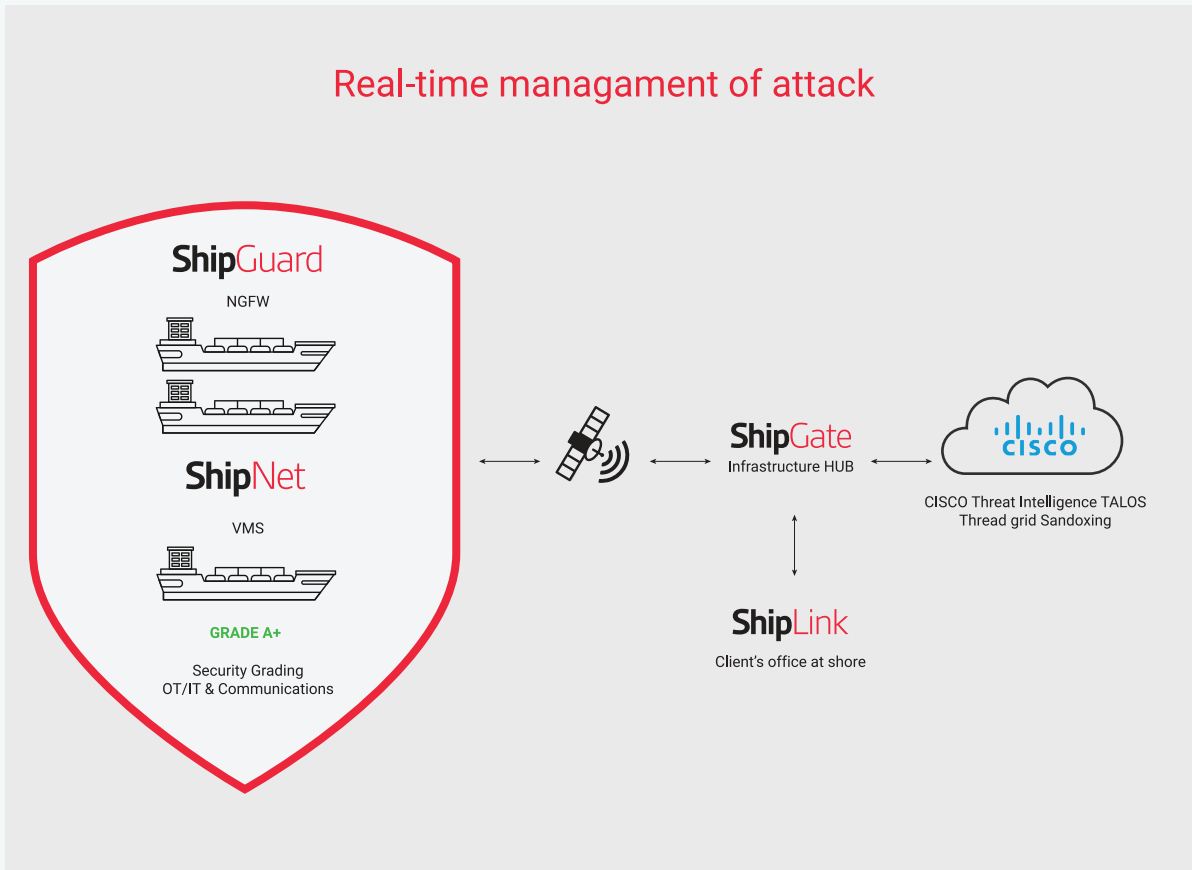 Real-time managament of attack
ShipGuard
NGFW
ShipNet
VMS
GRADE A+
Security Grading
OT/IT & Communications
ShipGate
Infrastructure HUB
ShipLink
Client's office at shore
CISCO
CISCO Threat Intelligence TALOS
Thread grid Sandoxing